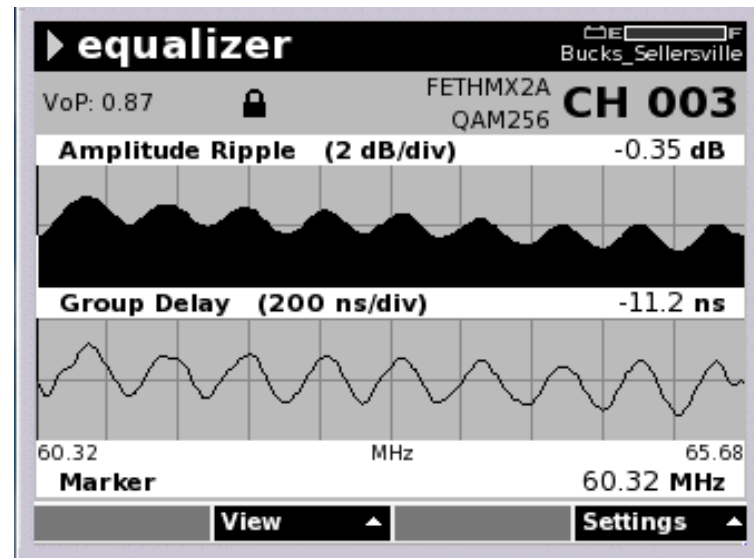 equalizer
E F
Bucks_Sellersville
VoP: 0.87
FETHMX2A
QAM256
CH 003
Amplitude Ripple (2 dB/div) -0.35 dB
Group Delay (200 ns/div) -11.2 ns
60.32 MHz 65.68
Marker 60.32 MHz
View Settings